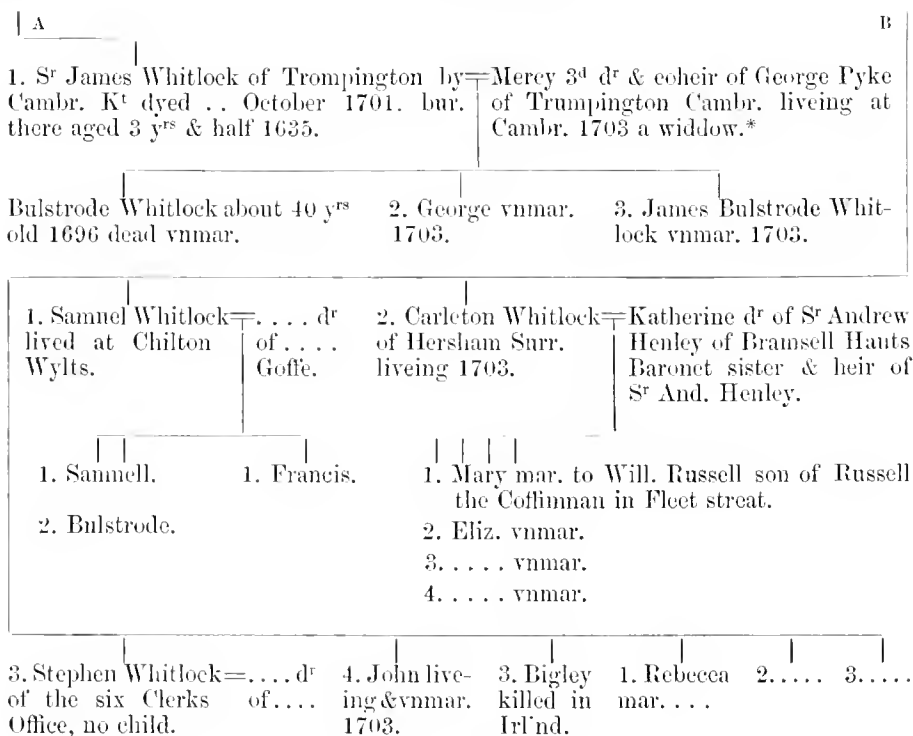 A B
1. Sʳ James Whitlock of Trompington by
Cambr. Kᵗ dyed . . October 1701. bur.
there aged 3 yʳˢ & half 1635.
Mercy 3ᵈ dʳ & coheir of George Pyke
of Trumpington Cambr. liveing at
Cambr. 1703 a widdow.*
Bulstrode Whitlock about 40 yʳˢ
old 1696 dead vnmar.
2. George vnmar.
1703.
3. James Bulstrode Whit-
lock vnmar. 1703.
1. Samuel Whitlock
lived at Chilton
Wylts.
. . . . dʳ
of . . . .
Goffe.
2. Carleton Whitlock
of Hersham Surr.
liveing 1703.
Katherine dʳ of Sʳ Andrew
Henley of Bramsell Hants
Baronet sister & heir of
Sʳ And. Henley.
1. Samuell.
2. Bulstrode.
1. Francis.
1. Mary mar. to Will. Russell son of Russell
the Coffinman in Fleet streat.
2. Eliz. vnmar.
3. . . . . vnmar.
4. . . . . vnmar.
3. Stephen Whitlock=. . . . dʳ
of the six Clerks of . . . .
Office, no child.
4. John live-
ing & vnmar.
1703.
3. Bigley
killed in
Irl'nd.
1. Rebecca
mar. . . .
2. . . . .
3. . . . .